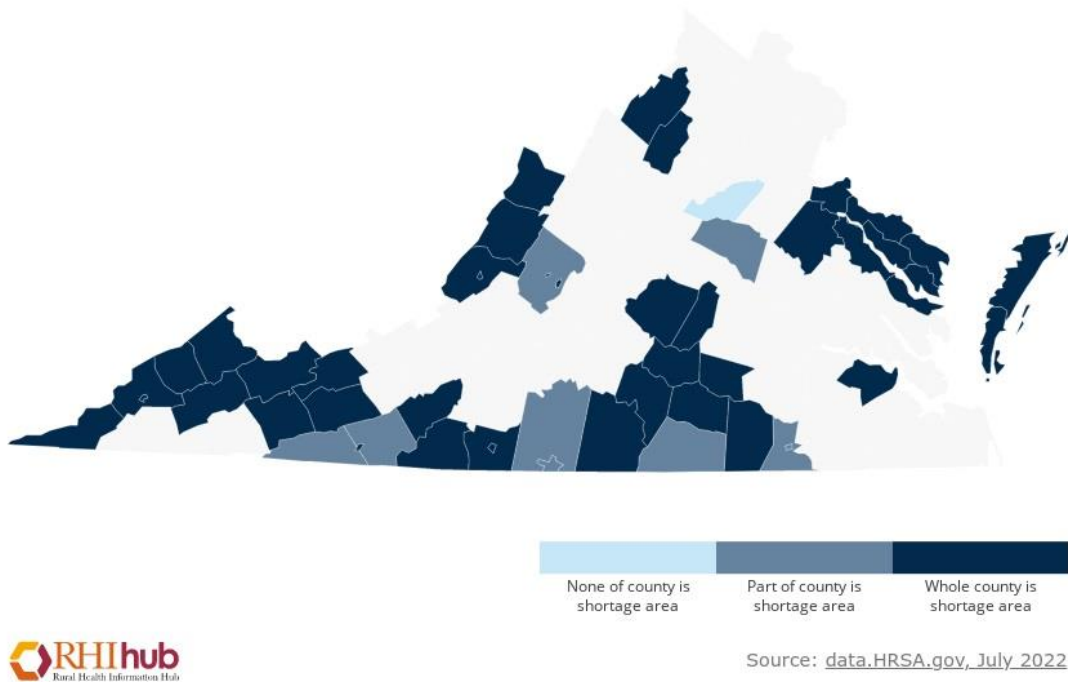 None of county is
shortage area
Part of county is
shortage area
Whole county is
shortage area
RHIhub
Rural Health Information Hub
Source: data.HRSA.gov, July 2022